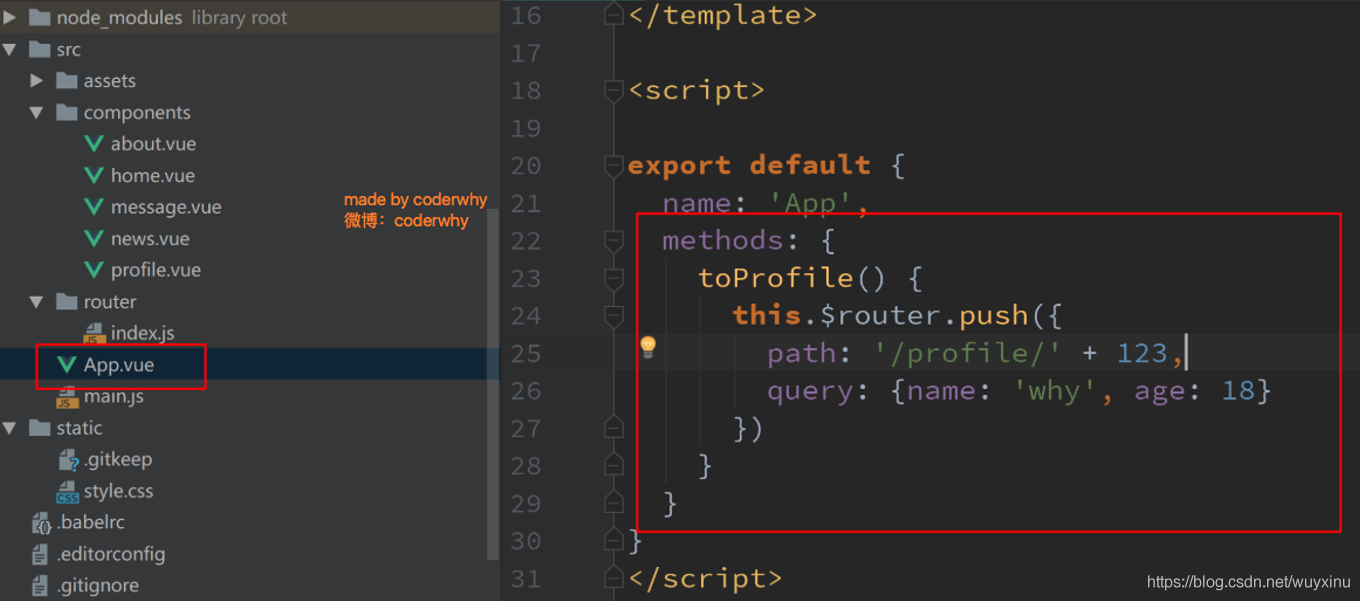 node_modules library root
src
assets
components
about.vue
home.vue
message.vue
news.vue
profile.vue
router
index.js
App.vue
main.js
static
.gitkeep
style.css
.babelrc
.editorconfig
.gitignore
made by coderwhy
微博：coderwhy
16 </template>
17
18 <script>
19
20 export default {
21 name: 'App',
22 methods: {
23 toProfile() {
24 this.$router.push({
25 path: '/profile/' + 123,
26 query: {name: 'why', age: 18}
27 })
28 }
29 }
30 }
31 </script>
https://blog.csdn.net/wuyxinu